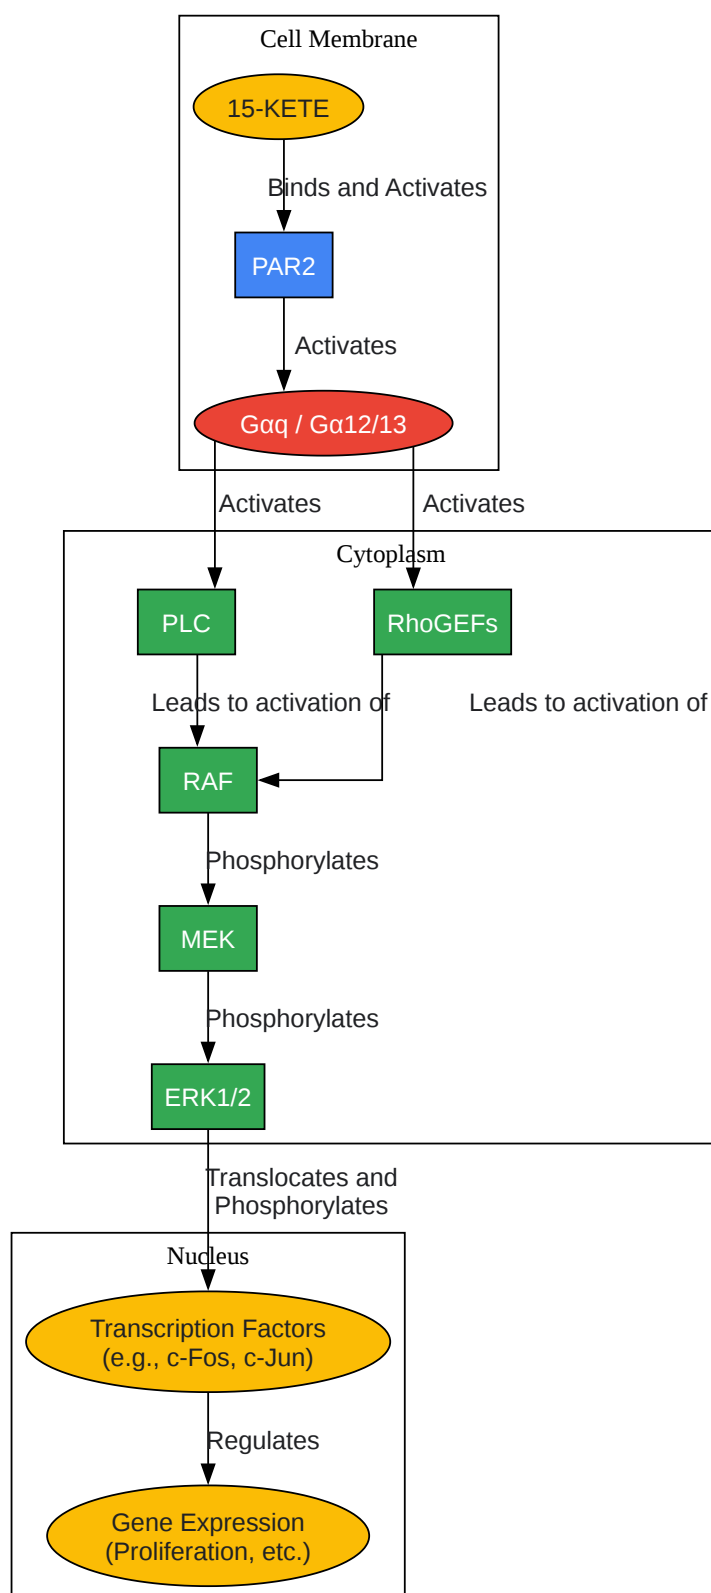 Cell Membrane
15-KETE
Binds and Activates
PAR2
Activates
Gαq / Gα12/13
Activates
Activates
Cytoplasm
PLC
RhoGEFs
Leads to activation of
Leads to activation of
RAF
Phosphorylates
MEK
Phosphorylates
ERK1/2
Translocates and
Phosphorylates
Nucleus
Transcription Factors
(e.g., c-Fos, c-Jun)
Regulates
Gene Expression
(Proliferation, etc.)